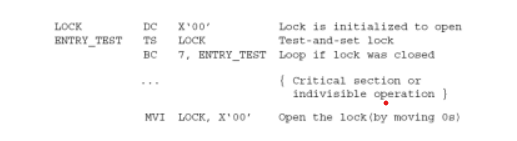 LOCK DC X'00' Lock is initialized to open
ENTRY_TEST TS LOCK Test-and-set lock
BC 7, ENTRY_TEST Loop if lock was closed
... { Critical section or
indivisible operation }
MVI LOCK, X'00' Open the lock(by moving 0s)